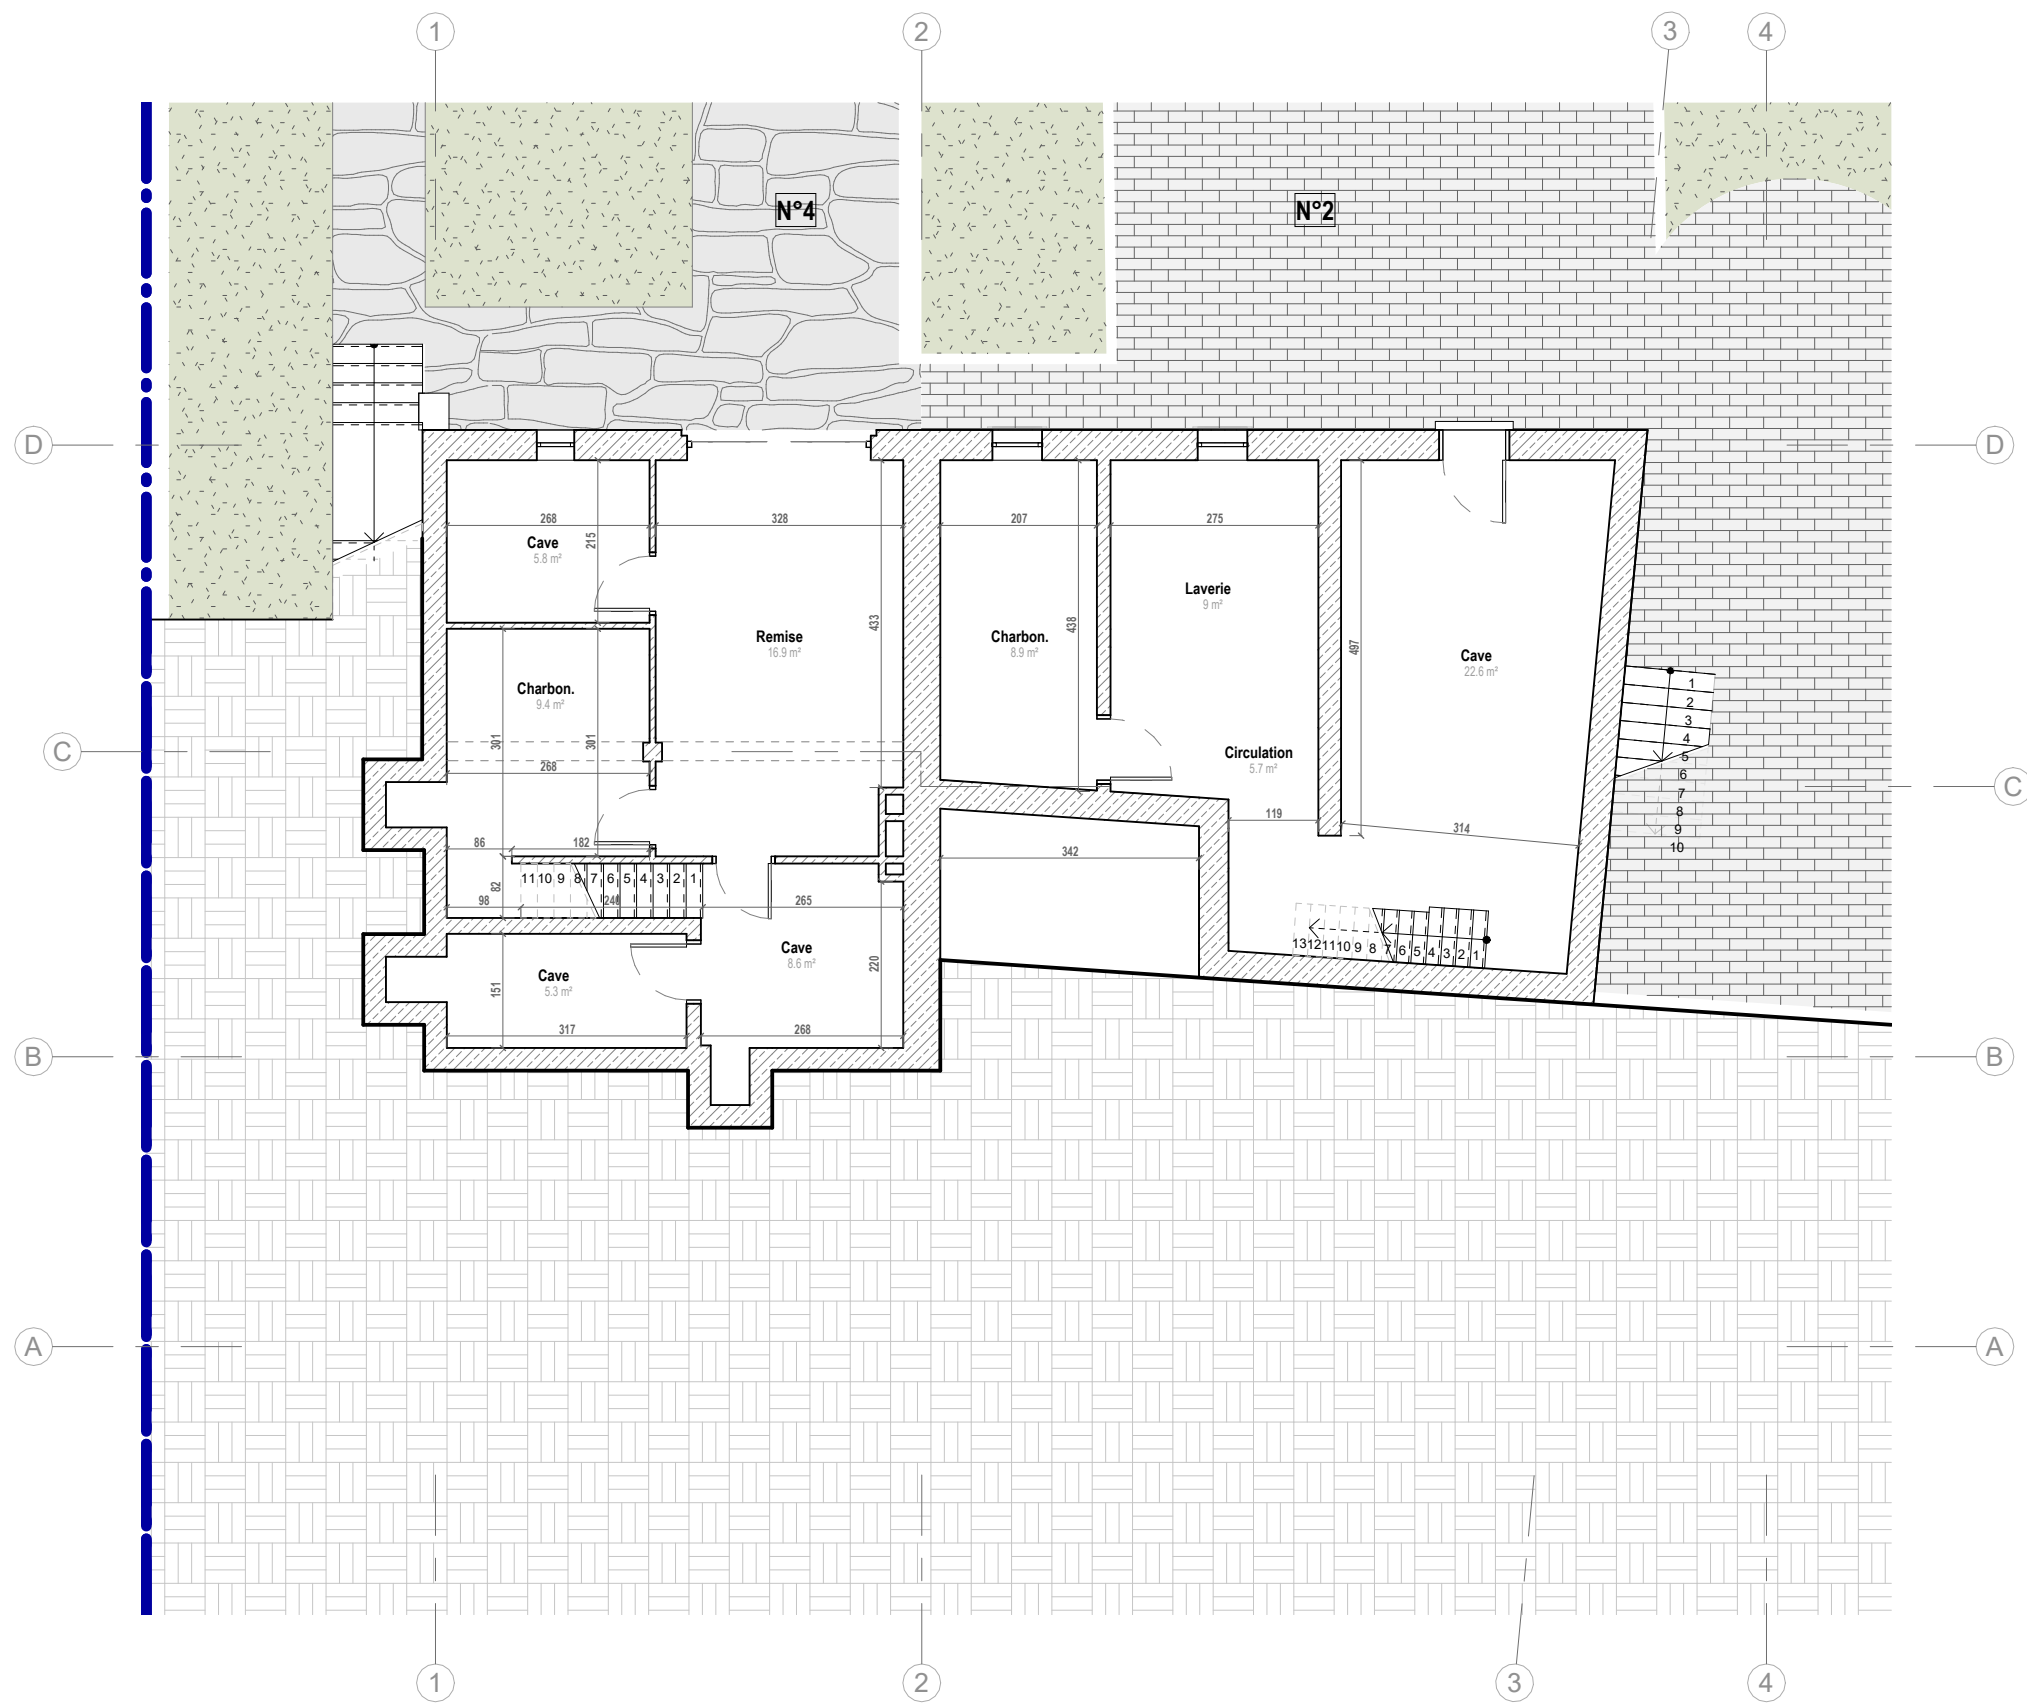 1 2 3 4
N°4 N°2
D D
268 328 207 275
Cave
5.8 m²
215
Laverie
9 m²
433
438
497
Remise
16.9 m²
Charbon.
8.9 m²
Cave
22.6 m²
Charbon.
9.4 m²
1
2
3
4
5
6
7
8
9
10
301 301
C C
Circulation
5.7 m²
268
119
314
86 182
342
82
11 10 9 8 7 6 5 4 3 2 1
98 265
Cave
8.6 m²
13 12 11 10 9 8 7 6 5 4 3 2 1
220
Cave
5.3 m²
151
317 268
B B
A A
1 2 3 4